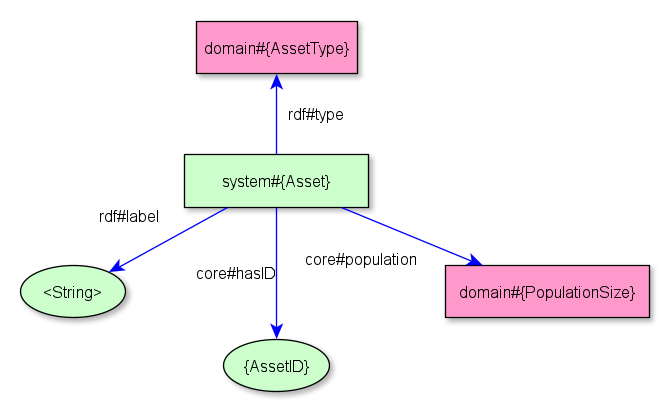 domain#{AssetType}
rdf#type
system#{Asset}
rdf#label
core#hasID
core#population
<String>
domain#{PopulationSize}
{AssetID}